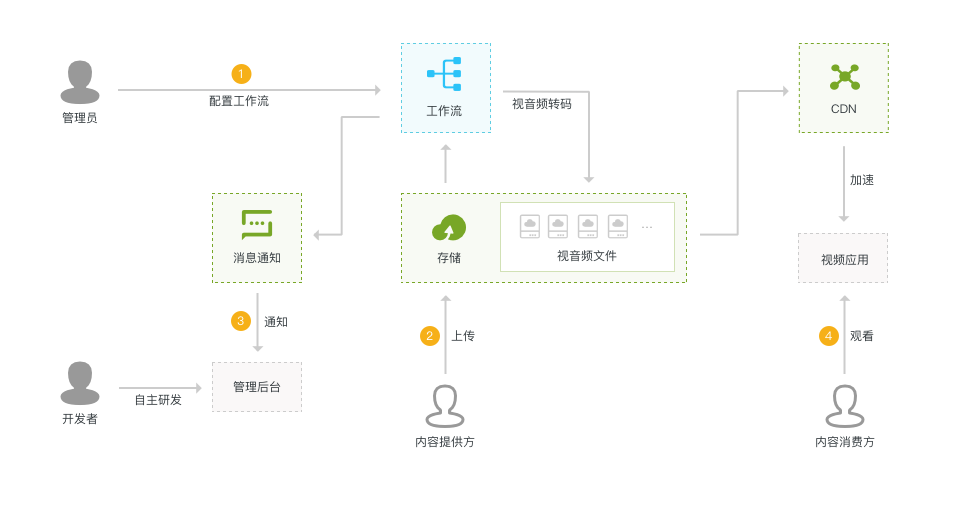 1
配置工作流
管理员
工作流
视音频转码
CDN
加速
消息通知
存储
视音频文件
...
视频应用
3
通知
2
上传
4
观看
管理后台
自主研发
开发者
内容提供方
内容消费方